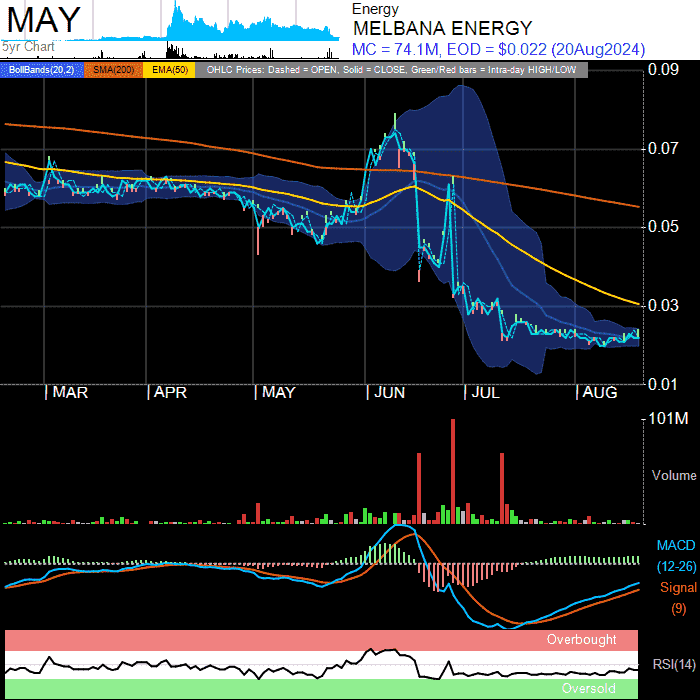 MAY
5yr Chart
Energy
MELBANA ENERGY
MC = 74.1M, EOD = $0.022 (20Aug2024)
BollBands(20,2) SMA(200) EMA(50) OHLC Prices: Dashed = OPEN, Solid = CLOSE, Green/Red bars = Intra-day HIGH/LOW
0.09
0.07
0.05
0.03
0.01
MAR APR MAY JUN JUL AUG
101M
Volume
MACD
(12-26)
Signal
(9)
Overbought
RSI(14)
Oversold